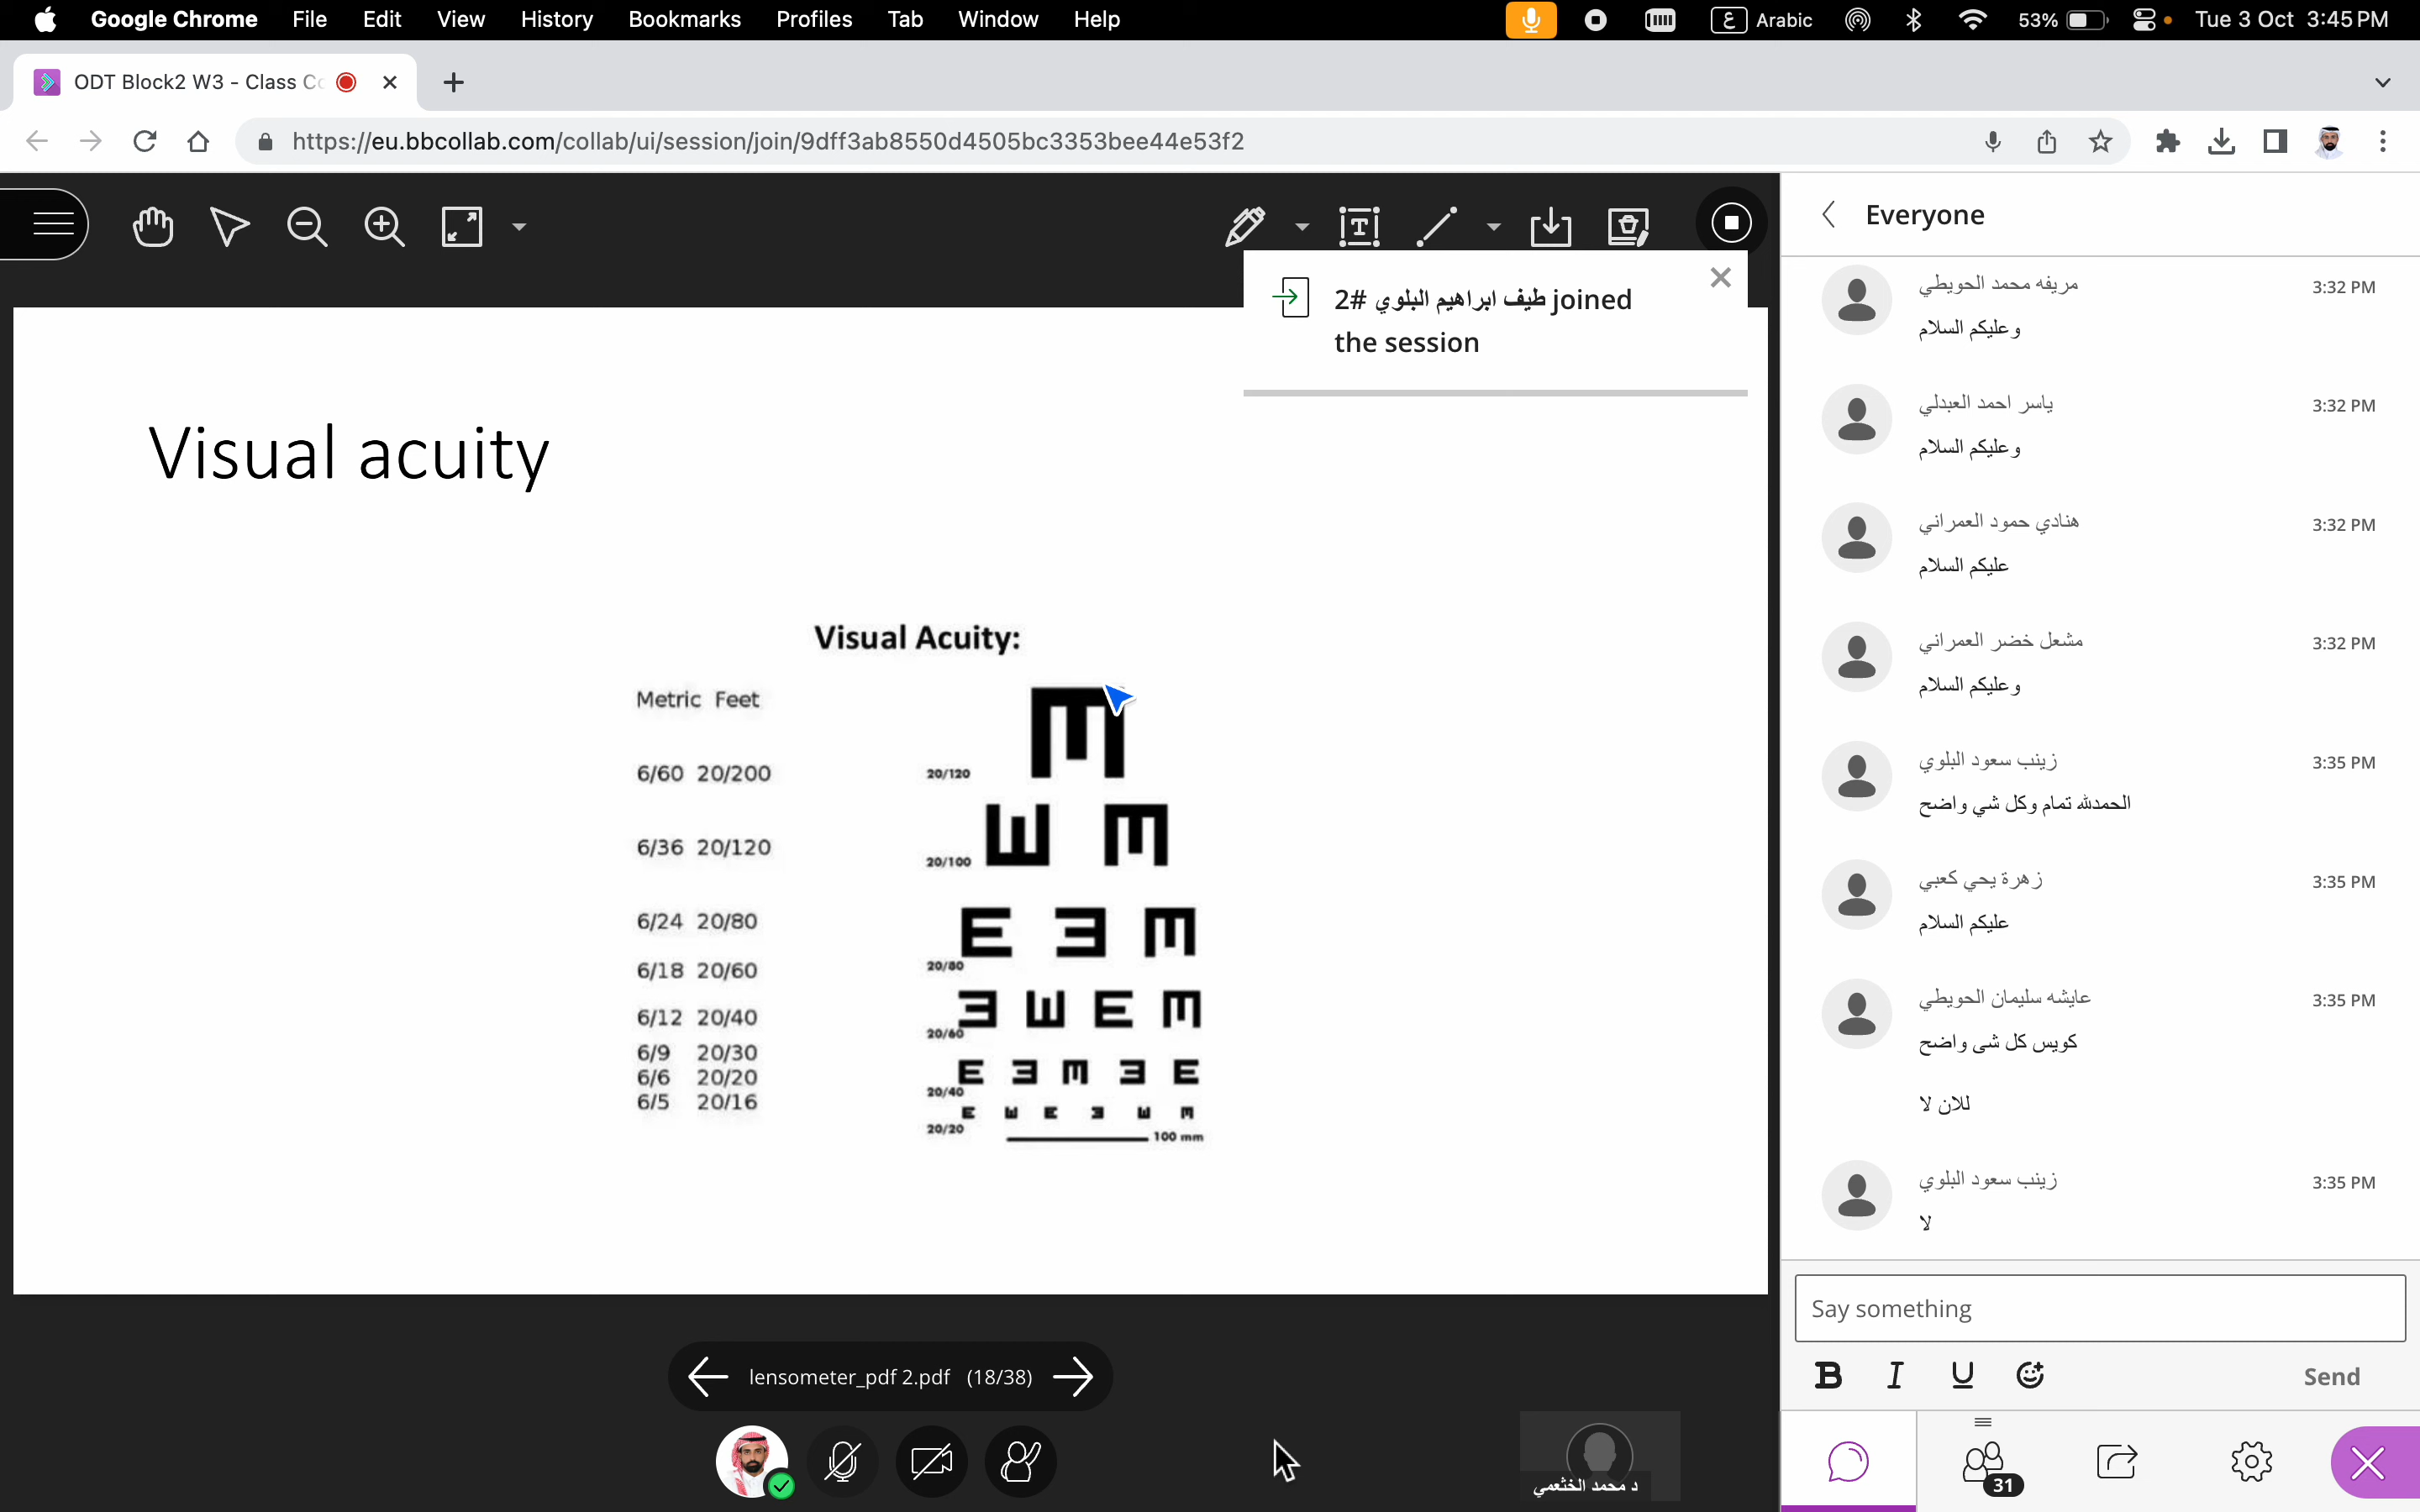 Google Chrome File Edit View History Bookmarks Profiles Tab Window Help
ع Arabic 53% Tue 3 Oct 3:45 PM
ODT Block2 W3 - Class Co
https://eu.bbcollab.com/collab/ui/session/join/9dff3ab8550d4505bc3353bee44e53f2
طيف ابراهيم البلوي #2 joined
the session
Visual acuity
Visual Acuity:
Metric Feet
6/60 20/200
6/36 20/120
6/24 20/80
6/18 20/60
6/12 20/40
6/9 20/30
6/6 20/20
6/5 20/16
20/120
20/100
20/80
20/60
20/40
20/20
100 mm
lensometer_pdf 2.pdf (18/38)
د محمد الخثعمي
Everyone
مريفه محمد الحويطي 3:32 PM
وعليكم السلام
ياسر احمد العبدلي 3:32 PM
وعليكم السلام
هنادي حمود العمراني 3:32 PM
عليكم السلام
مشعل خضر العمراني 3:32 PM
وعليكم السلام
زينب سعود البلوي 3:35 PM
الحمدلله تمام وكل شي واضح
زهرة يحي كعبي 3:35 PM
عليكم السلام
عايشه سليمان الحويطي 3:35 PM
كويس كل شى واضح
للان لا
زينب سعود البلوي 3:35 PM
لا
Say something
B I U Send
31